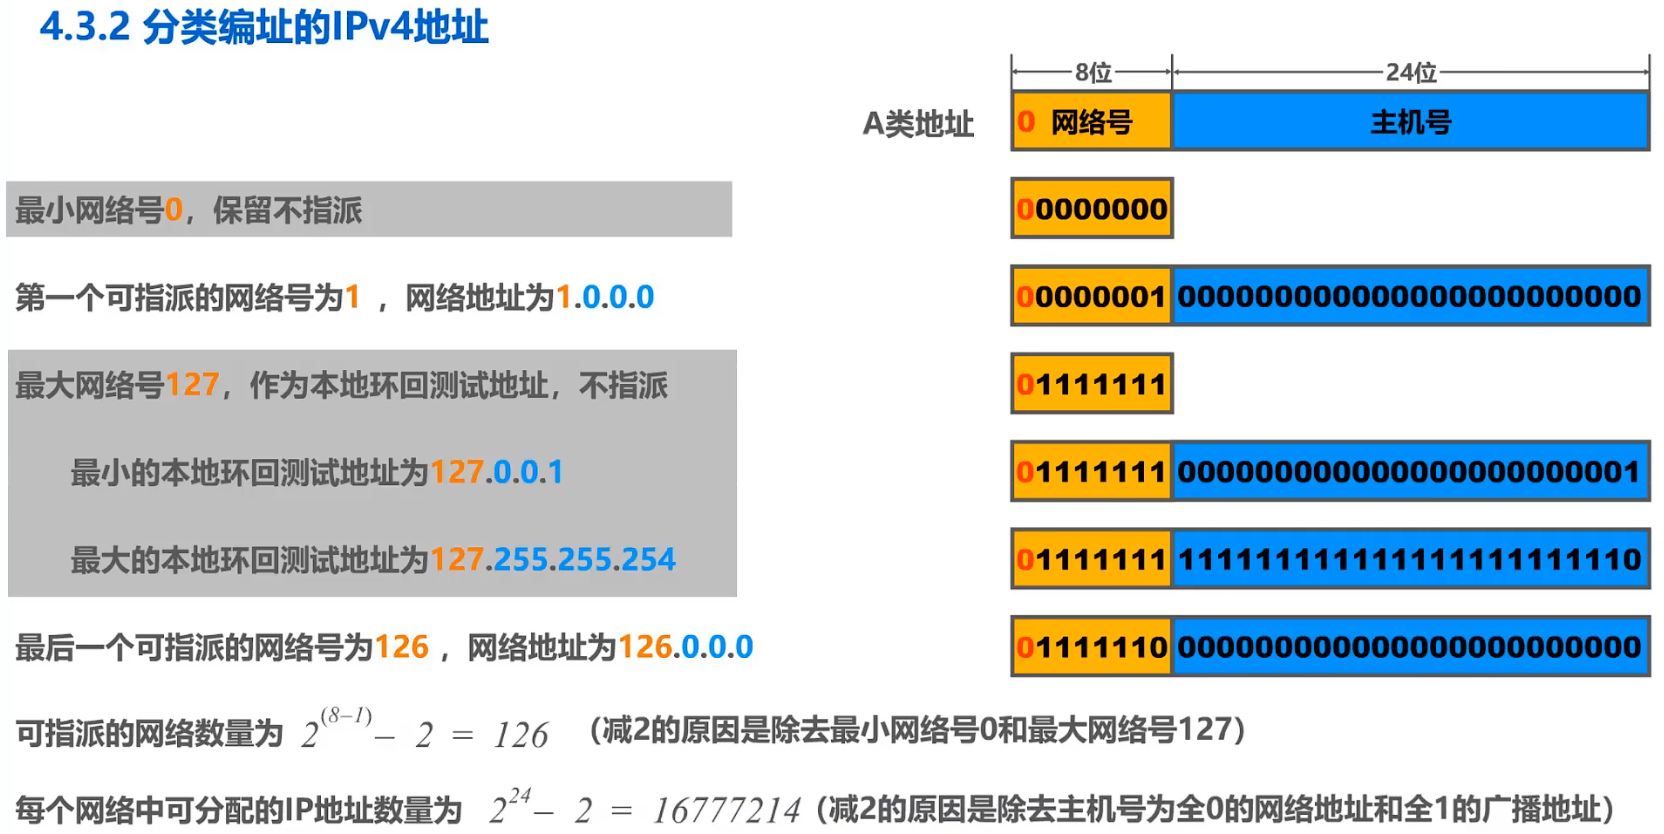 4.3.2 分类编址的IPv4地址
8位 24位
A类地址 0 网络号 主机号
最小网络号0，保留不指派 00000000
第一个可指派的网络号为1 ，网络地址为1.0.0.0 00000001 000000000000000000000000
最大网络号127，作为本地环回测试地址，不指派 01111111
最小的本地环回测试地址为127.0.0.1 01111111 000000000000000000000001
最大的本地环回测试地址为127.255.255.254 01111111 111111111111111111111110
最后一个可指派的网络号为126 ，网络地址为126.0.0.0 01111110 000000000000000000000000
可指派的网络数量为 2^(8-1) - 2 = 126 （减2的原因是除去最小网络号0和最大网络号127）
每个网络中可分配的IP地址数量为 2^24 - 2 = 16777214（减2的原因是除去主机号为全0的网络地址和全1的广播地址）